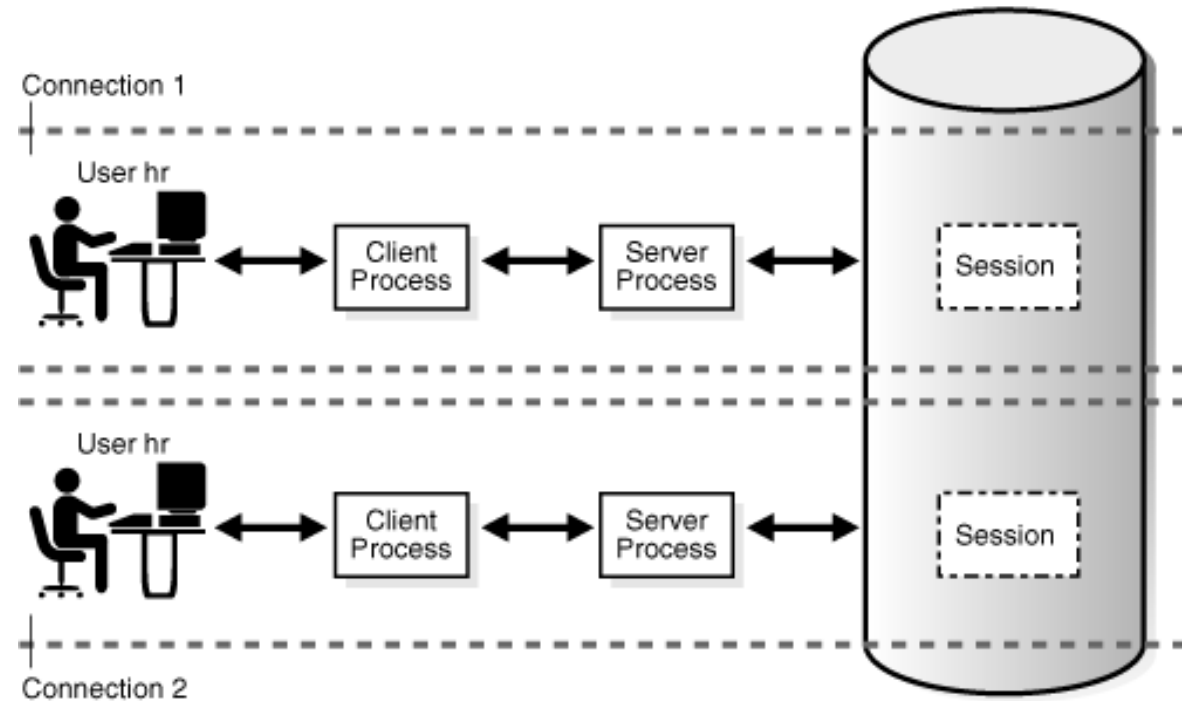 Connection 1
User hr
Client
Process
Server
Process
Session
User hr
Client
Process
Server
Process
Session
Connection 2